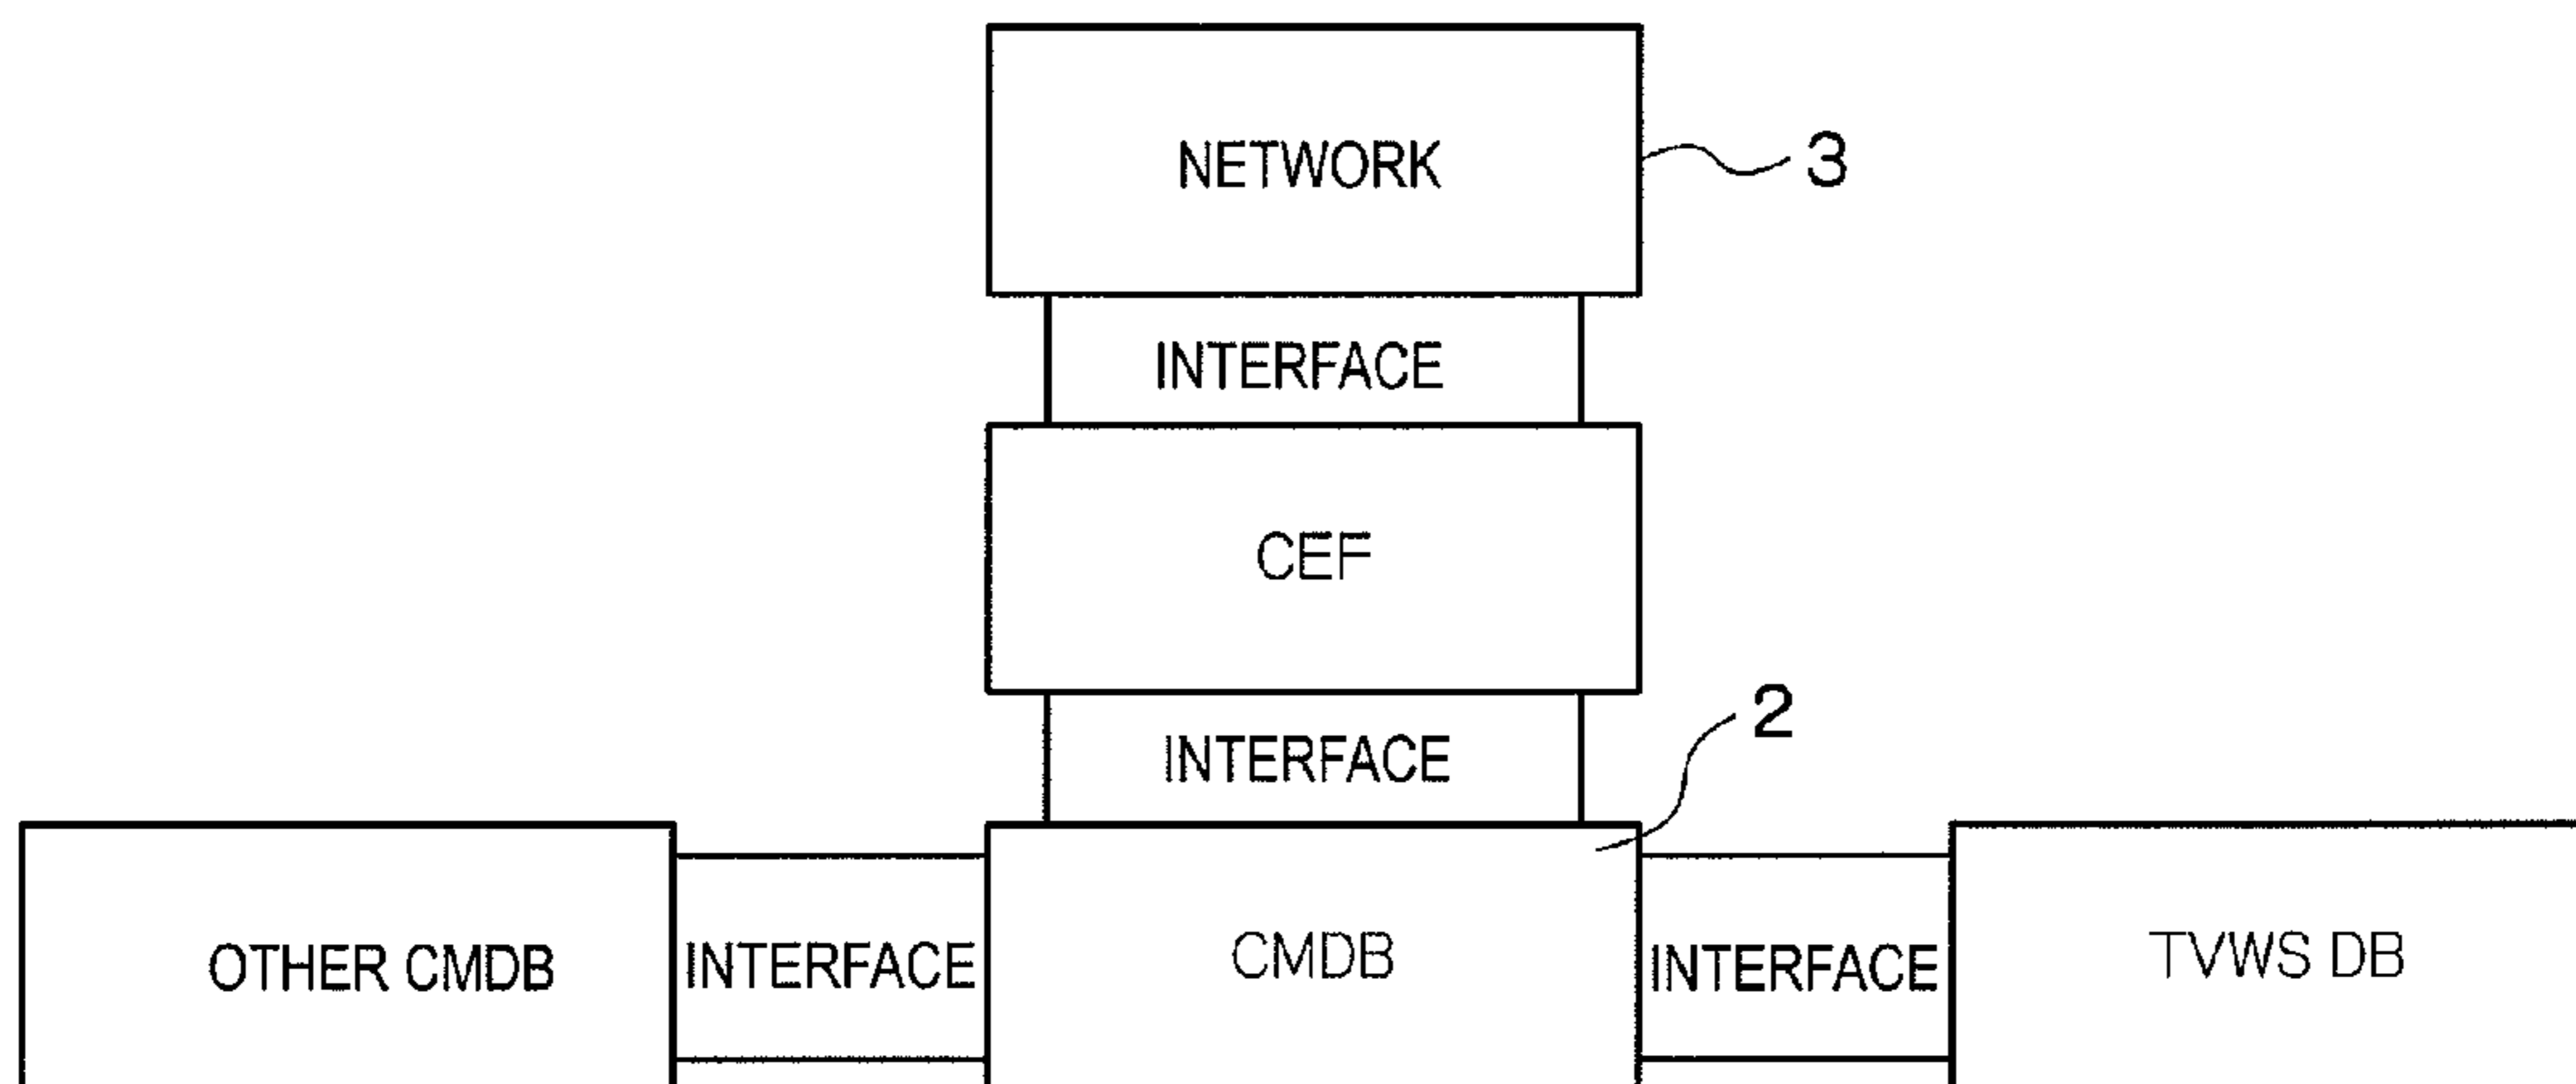 NETWORK
3
INTERFACE
CEF
INTERFACE
2
OTHER CMDB
INTERFACE
CMDB
INTERFACE
TVWS DB